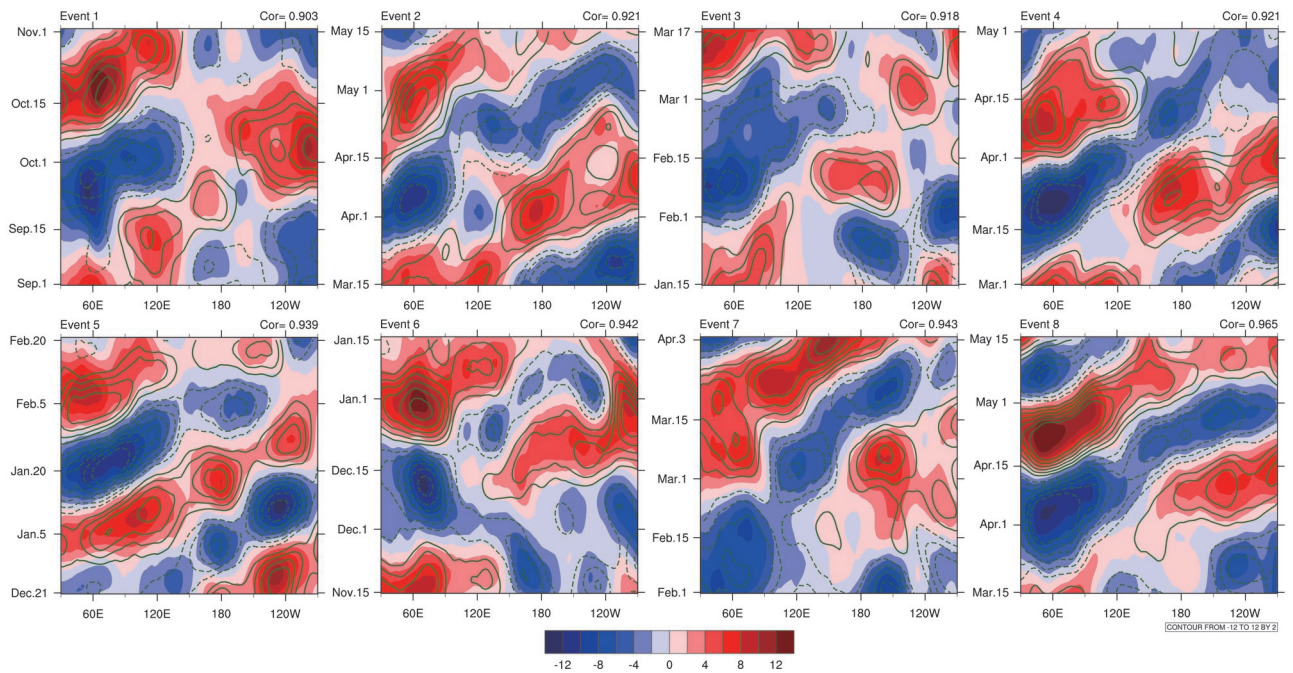 Event 1 Cor= 0.903
Nov.1
Oct.15
Oct.1
Sep.15
Sep.1
60E 120E 180 120W
Event 2 Cor= 0.921
May 15
May 1
Apr.15
Apr.1
Mar.15
60E 120E 180 120W
Event 3 Cor= 0.918
Mar 17
Mar 1
Feb.15
Feb.1
Jan.15
60E 120E 180 120W
Event 4 Cor= 0.921
May 1
Apr.15
Apr.1
Mar.15
Mar.1
60E 120E 180 120W
Event 5 Cor= 0.939
Feb.20
Feb.5
Jan.20
Jan.5
Dec.21
60E 120E 180 120W
Event 6 Cor= 0.942
Jan.15
Jan.1
Dec.15
Dec.1
Nov.15
60E 120E 180 120W
Event 7 Cor= 0.943
Apr.3
Mar.15
Mar.1
Feb.15
Feb.1
60E 120E 180 120W
Event 8 Cor= 0.965
May 15
May 1
Apr.15
Apr.1
Mar.15
60E 120E 180 120W
CONTOUR FROM -12 TO 12 BY 2
-12 -8 -4 0 4 8 12